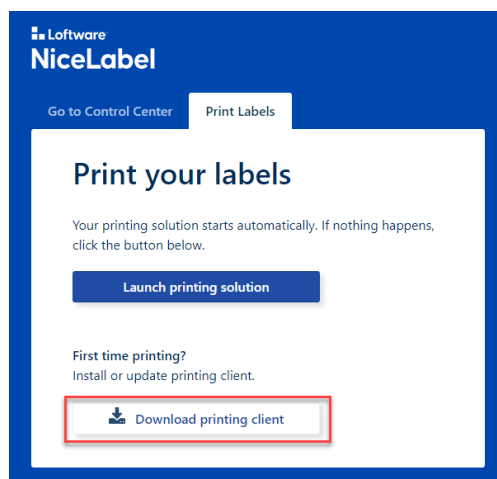 Loftware
NiceLabel
Go to Control Center
Print Labels
Print your labels
Your printing solution starts automatically. If nothing happens,
click the button below.
Launch printing solution
First time printing?
Install or update printing client.
Download printing client